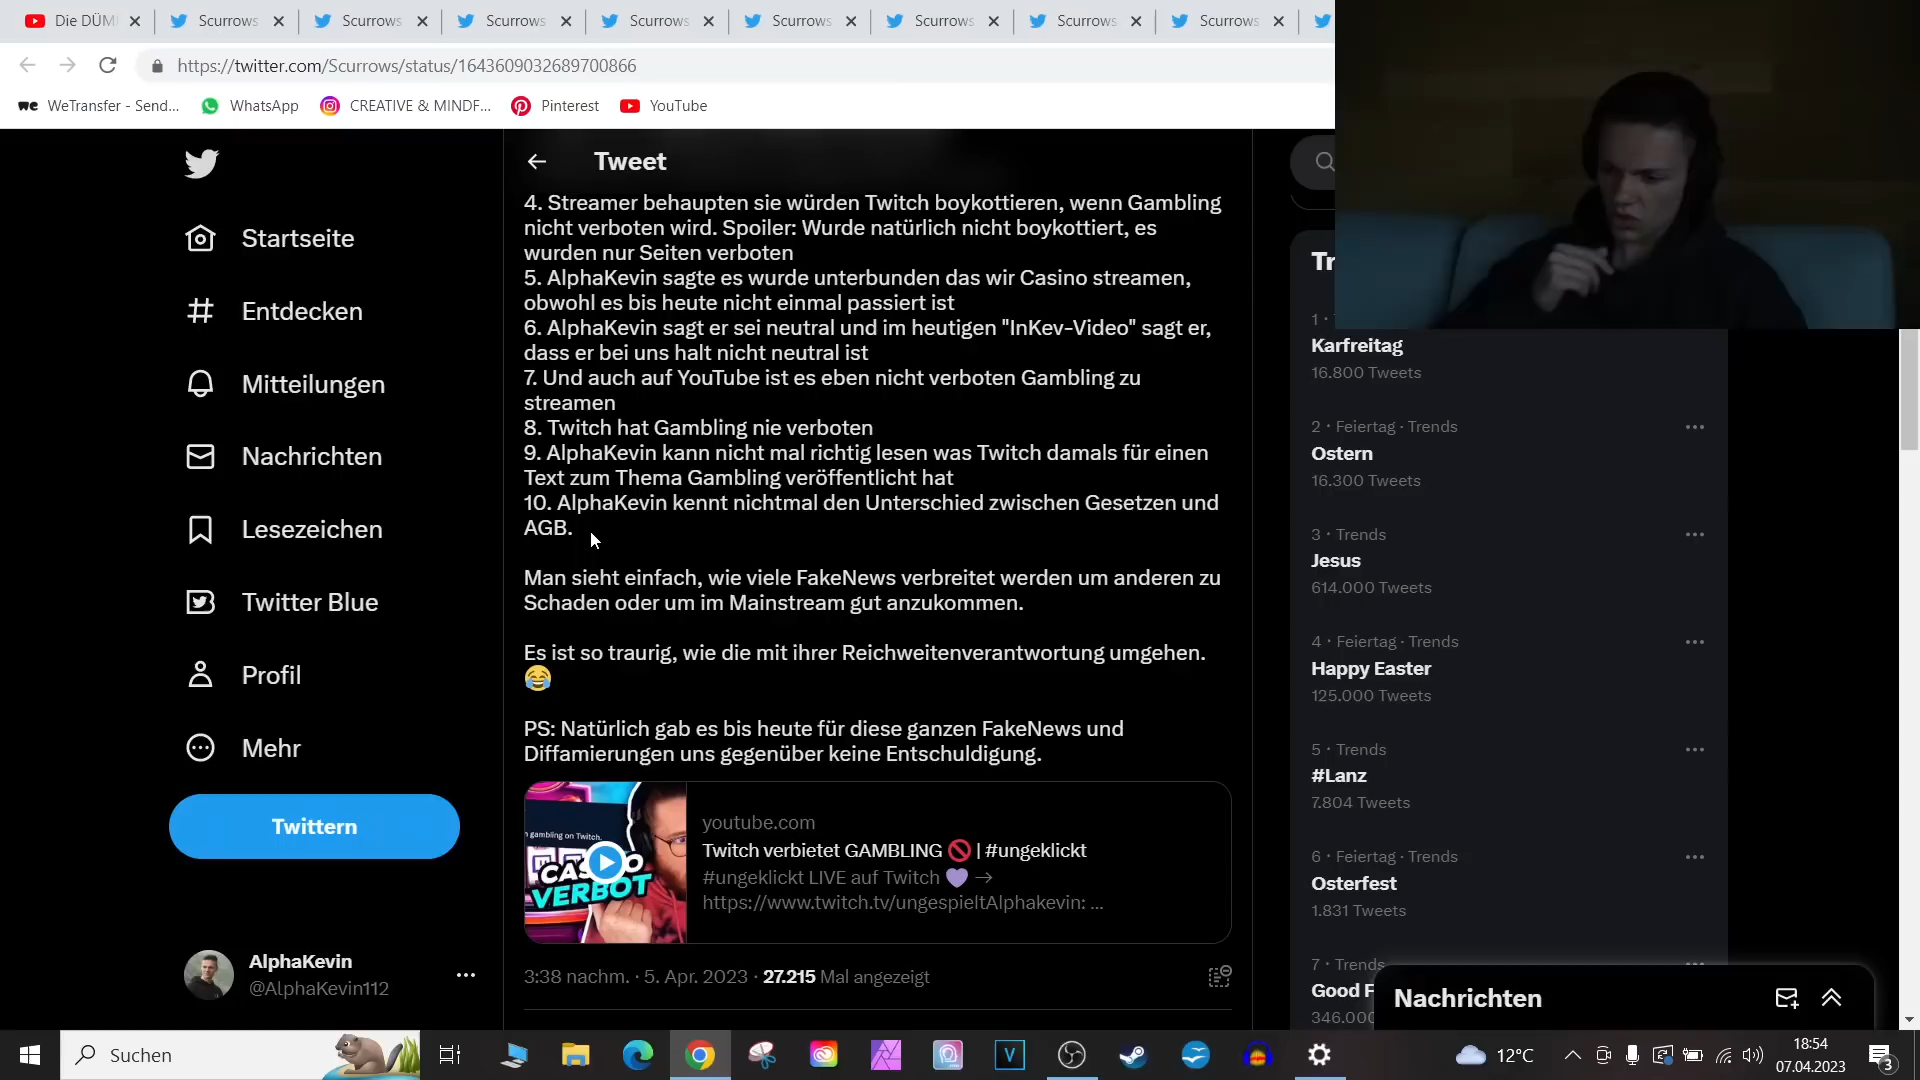 Die DÜM
Scurrows
Scurrows
Scurrows
Scurrows
Scurrows
Scurrows
Scurrows
Scurrows
https://twitter.com/Scurrows/status/1643609032689700866
WeTransfer - Send...
WhatsApp
CREATIVE & MINDF...
Pinterest
YouTube
Startseite
Entdecken
Mitteilungen
Nachrichten
Lesezeichen
Twitter Blue
Profil
Mehr
Twittern
AlphaKevin
@AlphaKevin112
Tweet
4. Streamer behaupten sie würden Twitch boykottieren, wenn Gambling
nicht verboten wird. Spoiler: Wurde natürlich nicht boykottiert, es
wurden nur Seiten verboten
5. AlphaKevin sagte es wurde unterbunden das wir Casino streamen,
obwohl es bis heute nicht einmal passiert ist
6. AlphaKevin sagt er sei neutral und im heutigen "InKev-Video" sagt er,
dass er bei uns halt nicht neutral ist
7. Und auch auf YouTube ist es eben nicht verboten Gambling zu
streamen
8. Twitch hat Gambling nie verboten
9. AlphaKevin kann nicht mal richtig lesen was Twitch damals für einen
Text zum Thema Gambling veröffentlicht hat
10. AlphaKevin kennt nichtmal den Unterschied zwischen Gesetzen und
AGB.
Man sieht einfach, wie viele FakeNews verbreitet werden um anderen zu
Schaden oder um im Mainstream gut anzukommen.
Es ist so traurig, wie die mit ihrer Reichweitenverantwortung umgehen.
😂
PS: Natürlich gab es bis heute für diese ganzen FakeNews und
Diffamierungen uns gegenüber keine Entschuldigung.
n gambling on Twitch.
CASINO
VERBOT
youtube.com
Twitch verbietet GAMBLING 🚫 | #ungeklickt
#ungeklickt LIVE auf Twitch 💜 →
https://www.twitch.tv/ungespieltAlphakevin: ...
3:38 nachm. · 5. Apr. 2023 · 27.215 Mal angezeigt
Tr
1 ·
Karfreitag
16.800 Tweets
2 · Feiertag · Trends
Ostern
16.300 Tweets
3 · Trends
Jesus
614.000 Tweets
4 · Feiertag · Trends
Happy Easter
125.000 Tweets
5 · Trends
#Lanz
7.804 Tweets
6 · Feiertag · Trends
Osterfest
1.831 Tweets
7 · Trends
Good F
346.000
Nachrichten
Suchen
12°C
18:54
07.04.2023
3